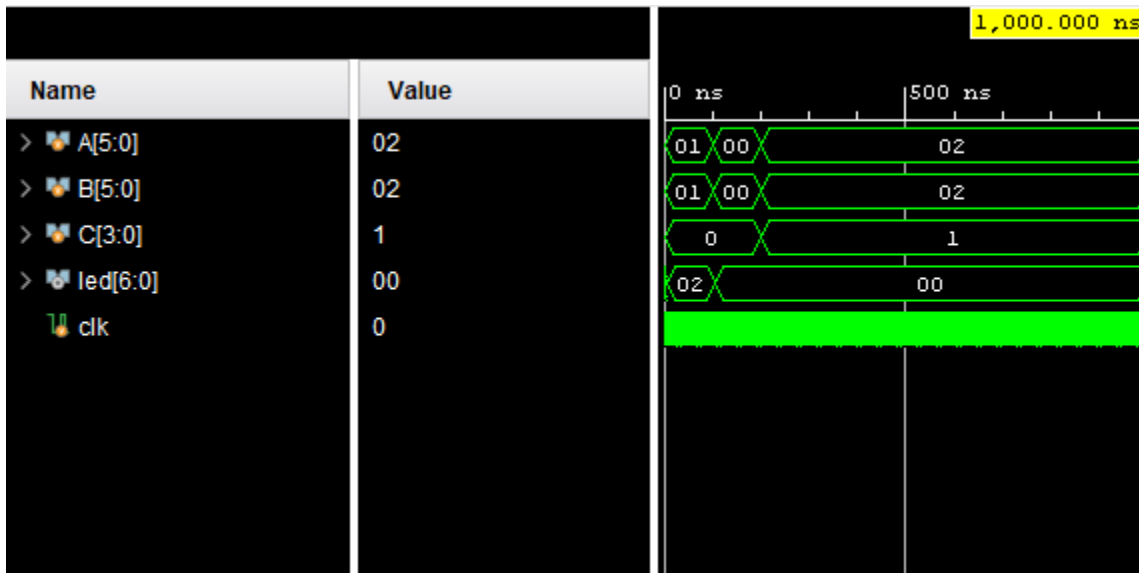 1,000.000 ns
Name Value 0 ns 500 ns
A[5:0] 02 01 00 02
B[5:0] 02 01 00 02
C[3:0] 1 0 1
led[6:0] 00 02 00
clk 0